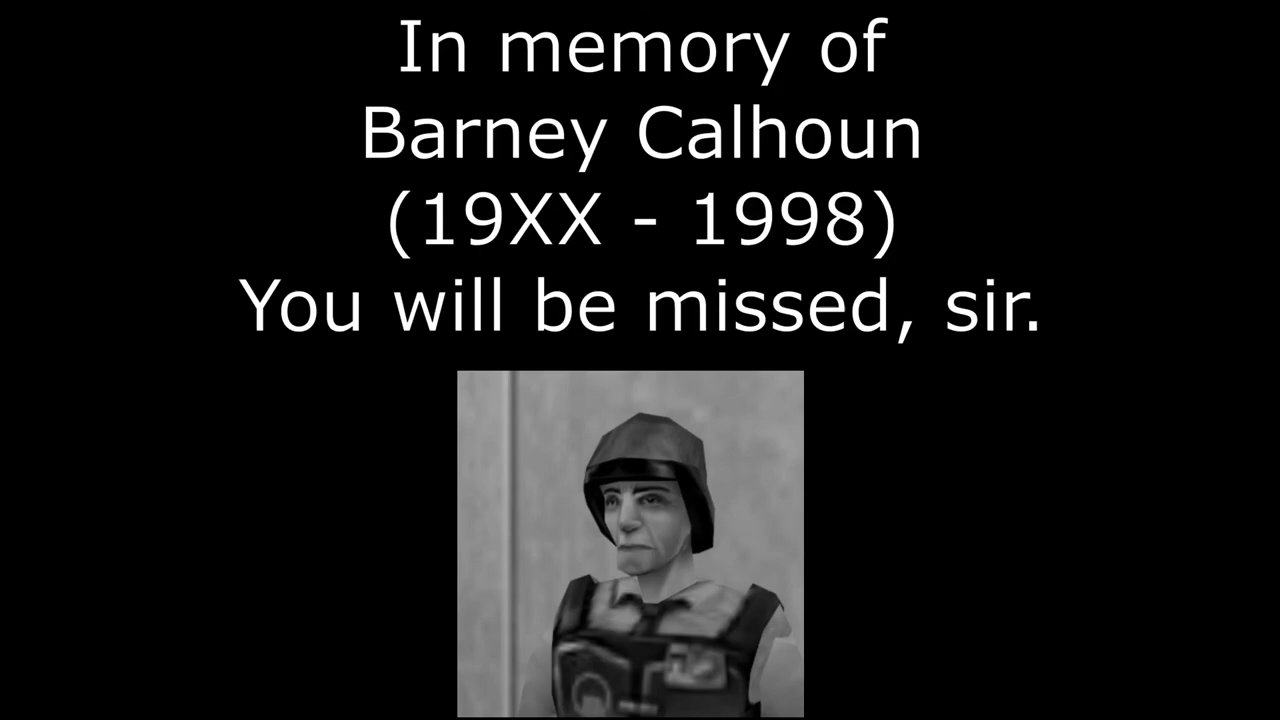 In memory of
Barney Calhoun
(19XX - 1998)
You will be missed, sir.